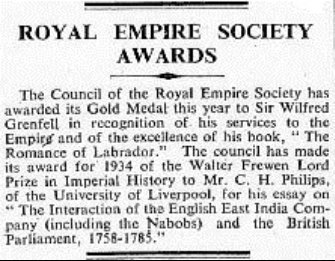 ROYAL EMPIRE SOCIETY
AWARDS
The Council of the Royal Empire Society has
awarded its Gold Medal this year to Sir Wilfred
Grenfell in recognition of his services to the
Empire and of the excellence of his book, “ The
Romance of Labrador.” The council has made
its award for 1934 of the Walter Frewen Lord
Prize in Imperial History to Mr. C. H. Philips,
of the University of Liverpool, for his essay on
“ The Interaction of the English East India Com-
pany (including the Nabobs) and the British
Parliament, 1758-1785.”